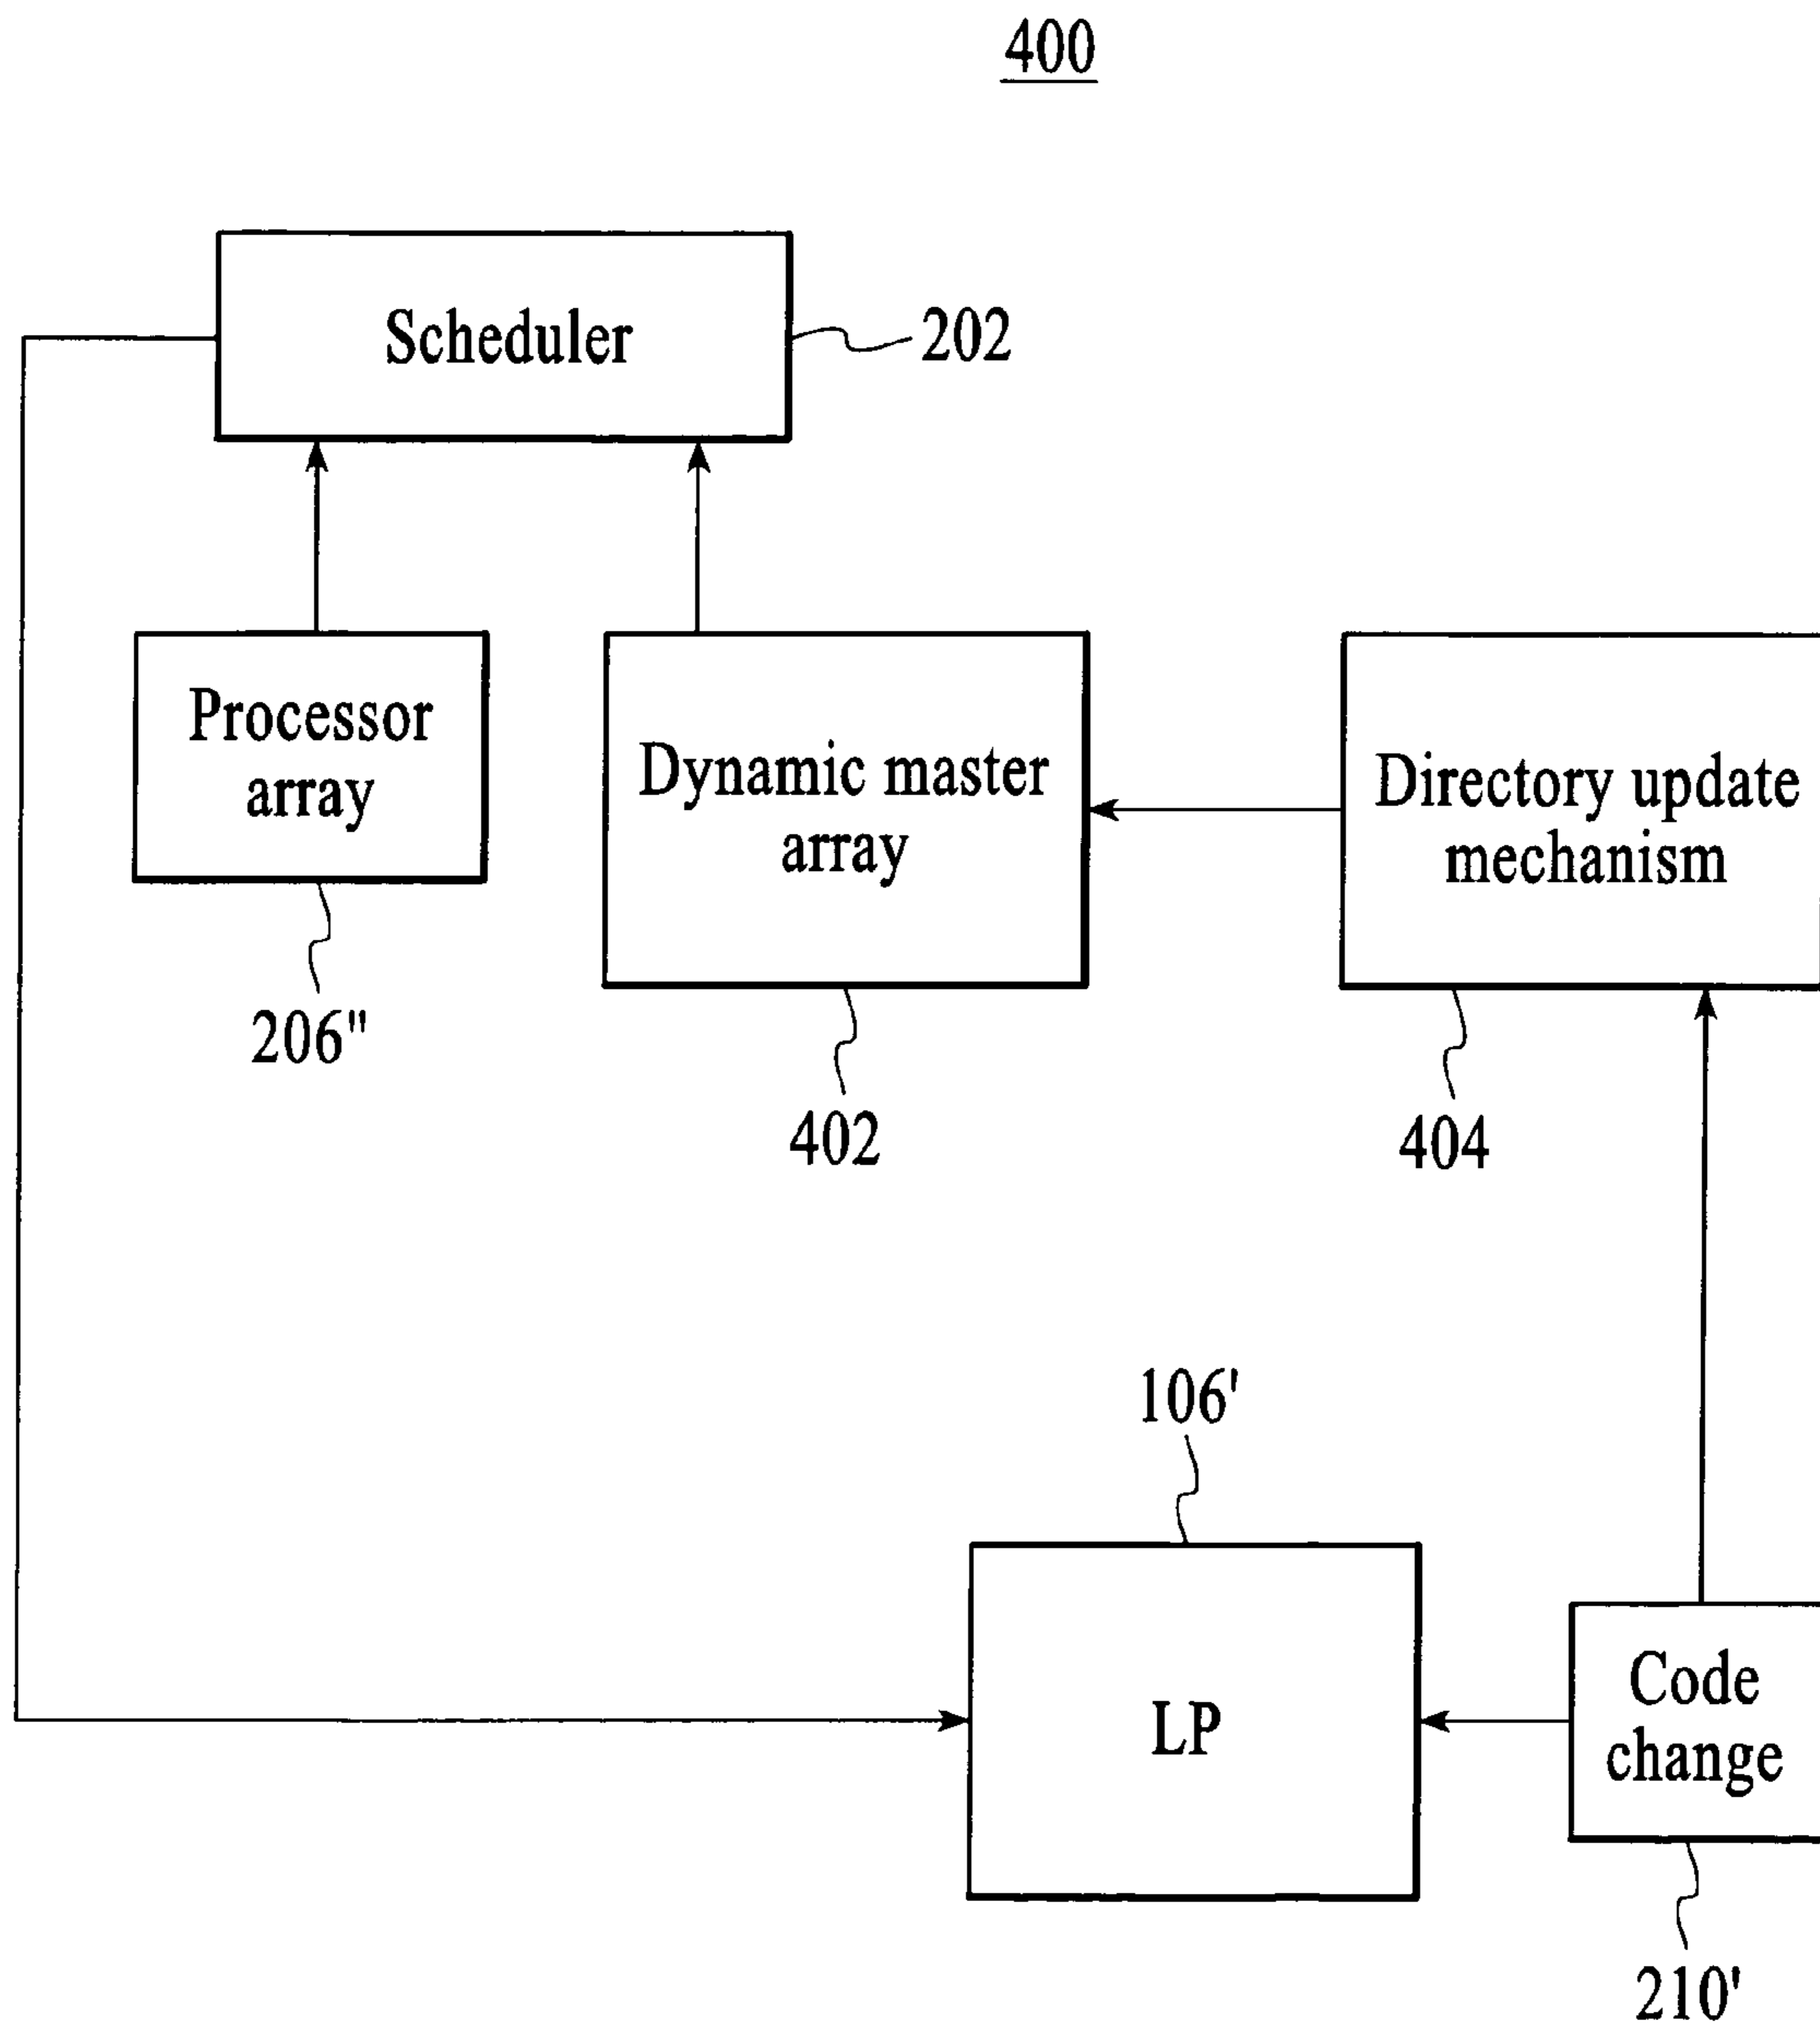 400
Scheduler
202
Processor
array
Dynamic master
array
Directory update
mechanism
206"
402
404
106'
LP
Code
change
210'